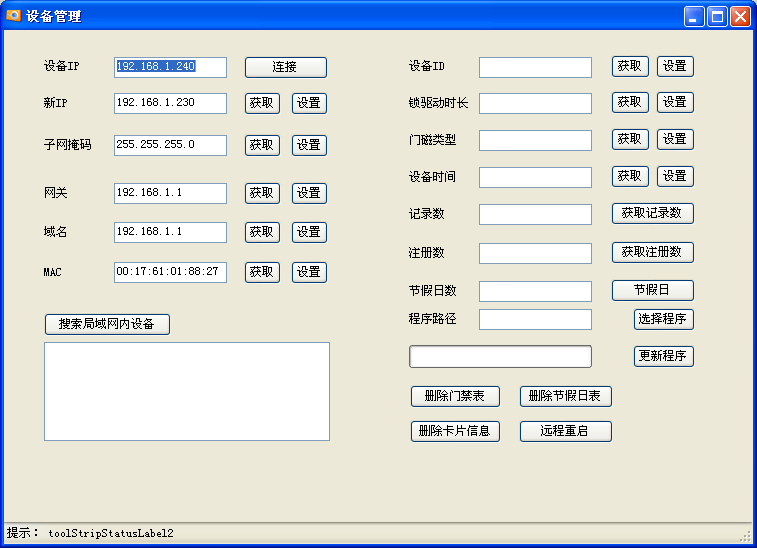 设备管理
设备IP 192.168.1.240 连接
新IP 192.168.1.230 获取 设置
子网掩码 255.255.255.0 获取 设置
网关 192.168.1.1 获取 设置
域名 192.168.1.1 获取 设置
MAC 00:17:61:01:88:27 获取 设置
搜索局域网内设备
设备ID 获取 设置
锁驱动时长 获取 设置
门磁类型 获取 设置
设备时间 获取 设置
记录数 获取记录数
注册数 获取注册数
节假日数 节假日
程序路径 选择程序
更新程序
删除门禁表 删除节假日表
删除卡片信息 远程重启
提示： toolStripStatusLabel2